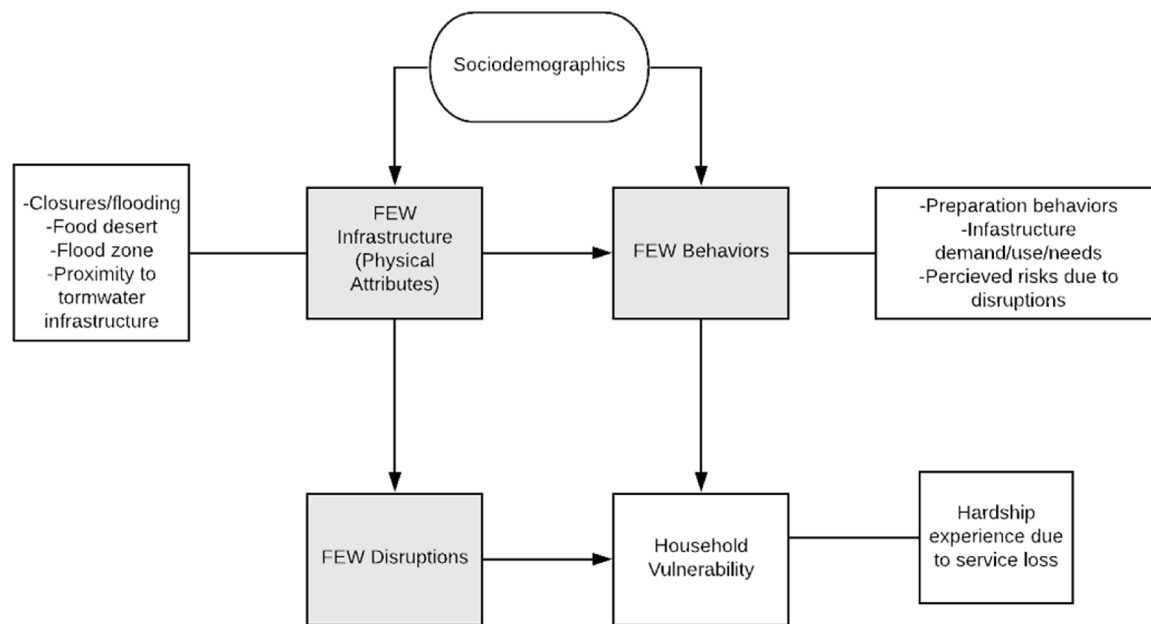 Sociodemographics
-Closures/flooding
-Food desert
-Flood zone
-Proximity to
tormwater
infrastructure
FEW
Infrastructure
(Physical
Attributes)
FEW Behaviors
-Preparation behaviors
-Infastructure
demand/use/needs
-Percieved risks due to
disruptions
FEW Disruptions
Household
Vulnerability
Hardship
experience due
to service loss